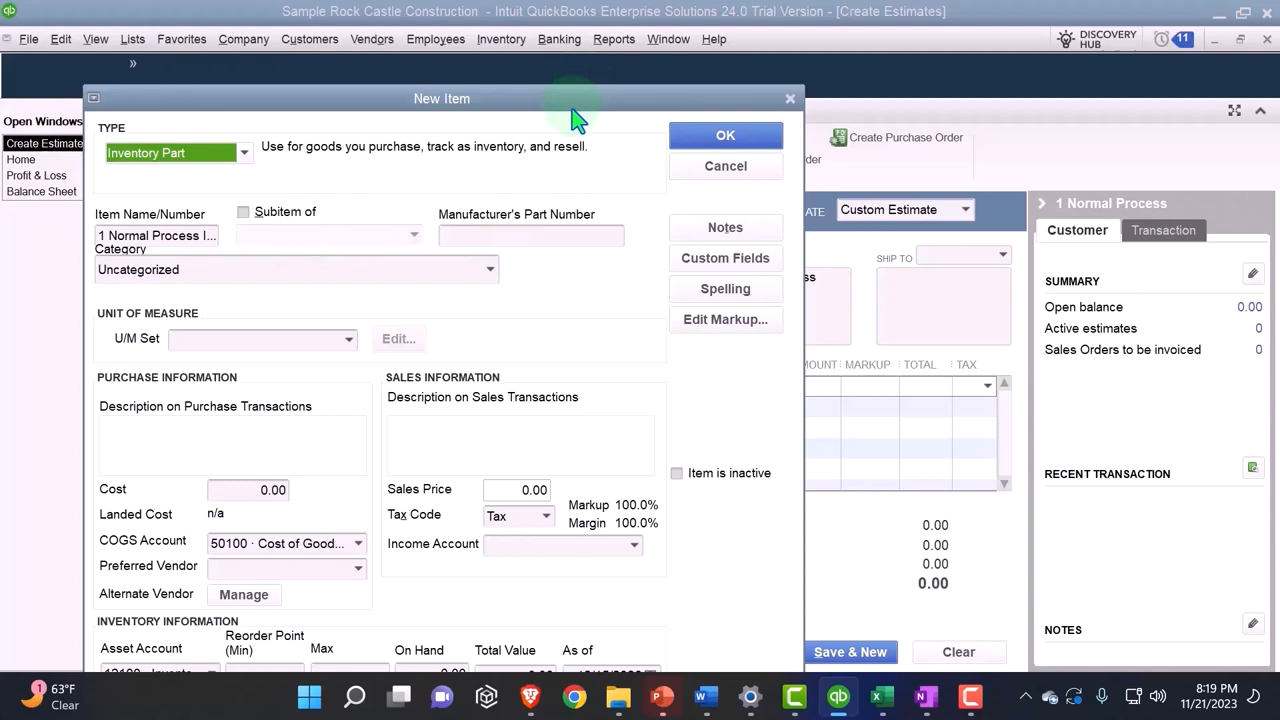 Sample Rock Castle Construction - Intuit QuickBooks Enterprise Solutions 24.0 Trial Version - [Create Estimates]
File Edit View Lists Favorites Company Customers Vendors Employees Inventory Banking Reports Window Help
DISCOVERY HUB 11
»
New Item
Open Windows
Create Estimate
Home
Profit & Loss
Balance Sheet
TYPE
Inventory Part
Use for goods you purchase, track as inventory, and resell.
OK
Cancel
Notes
Custom Fields
Spelling
Edit Markup...
Item Name/Number
Subitem of
Manufacturer's Part Number
1 Normal Process I...
Category
Uncategorized
UNIT OF MEASURE
U/M Set
Edit...
PURCHASE INFORMATION
Description on Purchase Transactions
Cost 0.00
Landed Cost n/a
COGS Account 50100 · Cost of Good...
Preferred Vendor
Alternate Vendor Manage
SALES INFORMATION
Description on Sales Transactions
Sales Price 0.00
Tax Code Tax
Markup 100.0%
Margin 100.0%
Income Account
Item is inactive
INVENTORY INFORMATION
Asset Account
Reorder Point (Min)
Max
On Hand
Total Value
As of
Create Purchase Order
der
ATE Custom Estimate
SHIP TO
MOUNT MARKUP TOTAL TAX
0.00
0.00
0.00
0.00
Save & New
Clear
1 Normal Process
Customer Transaction
SUMMARY
Open balance 0.00
Active estimates 0
Sales Orders to be invoiced 0
RECENT TRANSACTION
NOTES
63°F
Clear
8:19 PM
11/21/2023